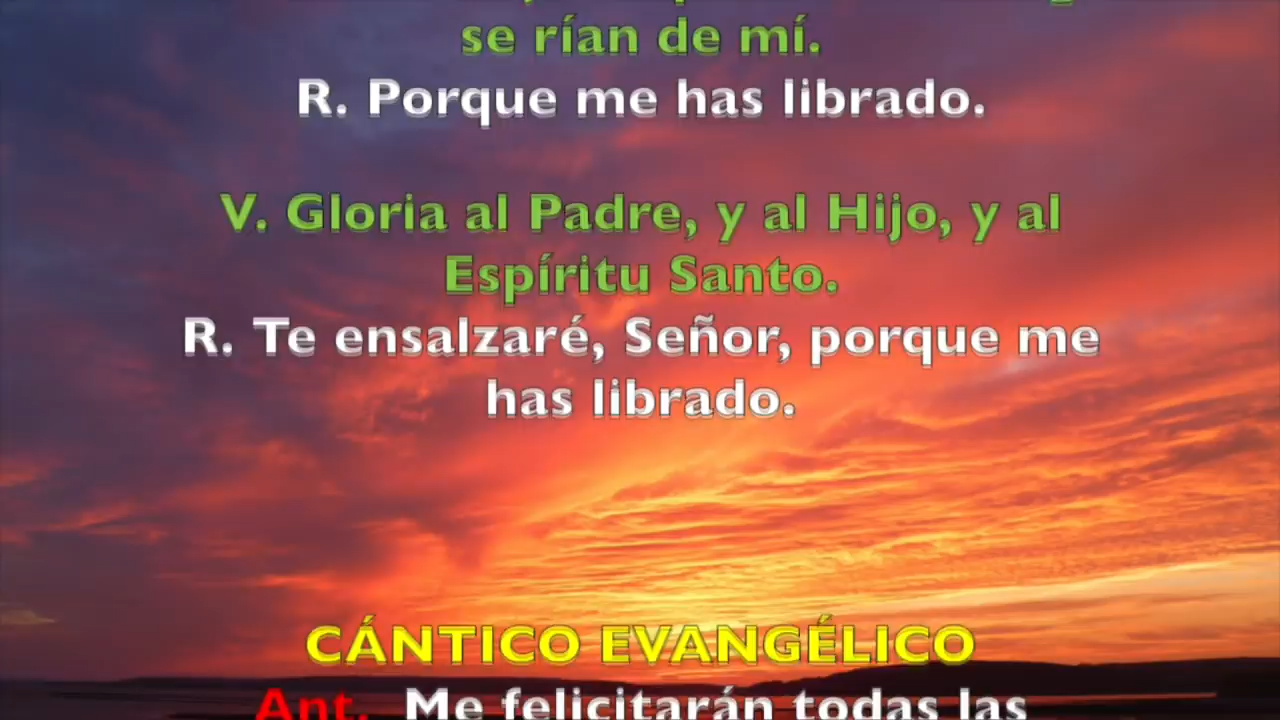 se rían de mí.
R. Porque me has librado.
V. Gloria al Padre, y al Hijo, y al
Espíritu Santo.
R. Te ensalzaré, Señor, porque me
has librado.
CÁNTICO EVANGÉLICO
Ant. Me felicitarán todas las